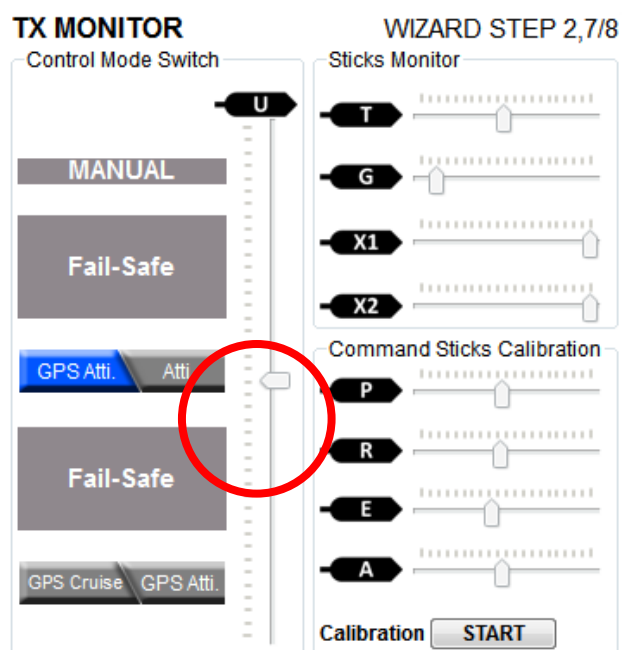 TX MONITOR
WIZARD STEP 2,7/8
Control Mode Switch
U
MANUAL
Fail-Safe
GPS Atti. Atti.
Fail-Safe
GPS Cruise GPS Atti.
Sticks Monitor
T
G
X1
X2
Command Sticks Calibration
P
R
E
A
Calibration START